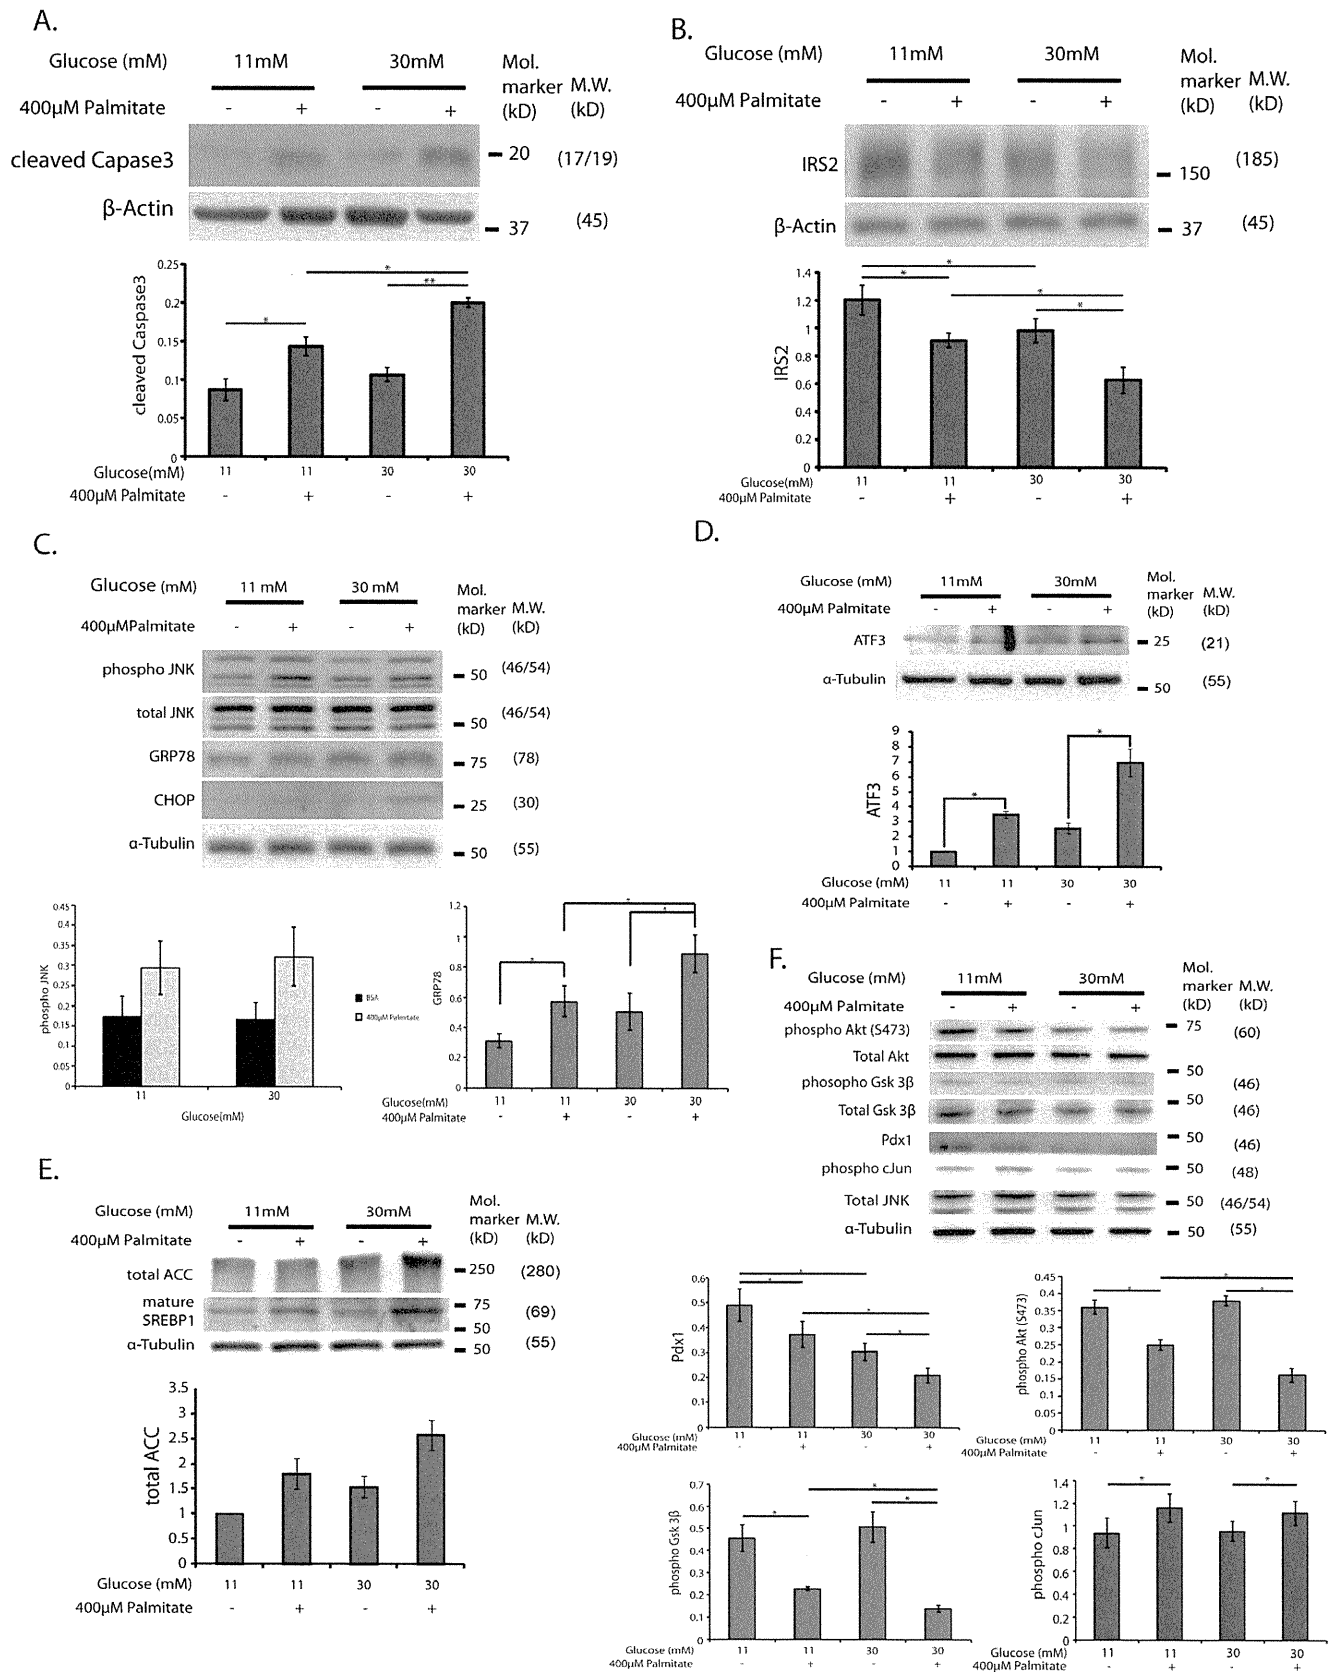 A.
Glucose (mM) 11mM 30mM Mol. marker (kD) M.W. (kD)
400μM Palmitate - + - +
cleaved Capase3 20 (17/19)
β-Actin 37 (45)
cleaved Caspase3
0.25
* **
0.2
*
0.15
0.1
0.05
0
Glucose(mM) 11 11 30 30
400μM Palmitate - + - +
B.
Glucose (mM) 11mM 30mM Mol. marker (kD) M.W. (kD)
400μM Palmitate - + - +
IRS2 150 (185)
β-Actin 37 (45)
IRS2
* * * *
1.4
1.2
1
0.8
0.6
0.4
0.2
0
Glucose(mM) 11 11 30 30
400μM Palmitate - + - +
C.
Glucose (mM) 11 mM 30 mM Mol. marker (kD) M.W. (kD)
400μMPalmitate - + - +
phospho JNK 50 (46/54)
total JNK 50 (46/54)
GRP78 75 (78)
CHOP 25 (30)
α-Tubulin 50 (55)
phospho JNK
0.45
0.4
0.35
0.3
0.25
0.2
0.15
0.1
0.05
0
11 30
Glucose(mM)
BSA
400μM Palmitate
GRP78
* * *
1.2
1
0.8
0.6
0.4
0.2
0
Glucose(mM) 11 11 30 30
400μM Palmitate - + - +
D.
Glucose (mM) 11mM 30mM Mol. marker (kD) M.W. (kD)
400μM Palmitate - + - +
ATF3 25 (21)
α-Tubulin 50 (55)
ATF3
* *
9
8
7
6
5
4
3
2
1
0
Glucose (mM) 11 11 30 30
400μM Palmitate - + - +
E.
Glucose (mM) 11mM 30mM Mol. marker (kD) M.W. (kD)
400μM Palmitate - + - +
total ACC 250 (280)
mature SREBP1 75 50 (69)
α-Tubulin 50 (55)
total ACC
3.5
3
2.5
2
1.5
1
0.5
0
Glucose (mM) 11 11 30 30
400μM Palmitate - + - +
F.
Glucose (mM) 11mM 30mM Mol. marker (kD) M.W. (kD)
400μM Palmitate - + - +
phospho Akt (S473) 75 (60)
Total Akt 50
phosopho Gsk 3β 50 (46)
Total Gsk 3β 50 (46)
Pdx1 50 (46)
phospho cJun 50 (48)
Total JNK 50 (46/54)
α-Tubulin 50 (55)
Pdx1
* * * *
0.6
0.5
0.4
0.3
0.2
0.1
0
Glucose (mM) 11 11 30 30
400μM Palmitate - + - +
phospho Akt (S473)
* * *
0.45
0.4
0.35
0.3
0.25
0.2
0.15
0.1
0.05
0
Glucose (mM) 11 11 30 30
400μM Palmitate - + - +
phospho Gsk 3β
* * *
0.7
0.6
0.5
0.4
0.3
0.2
0.1
0
Glucose (mM) 11 11 30 30
400μM Palmitate - + - +
phospho cJun
* *
1.4
1.2
1
0.8
0.6
0.4
0.2
0
Glucose (mM) 11 11 30 30
400μM Palmitate - + - +